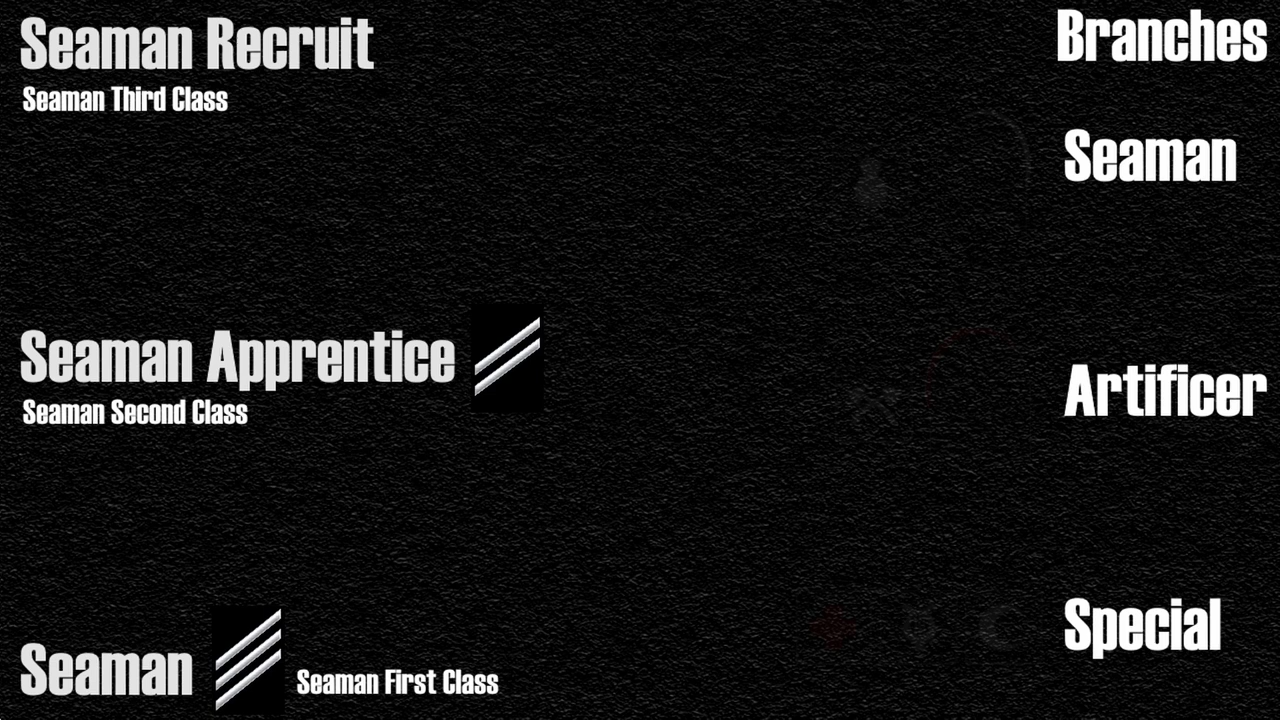 Seaman Recruit
Seaman Third Class
Seaman Apprentice
Seaman Second Class
Seaman
Seaman First Class
Branches
Seaman
Artificer
Special